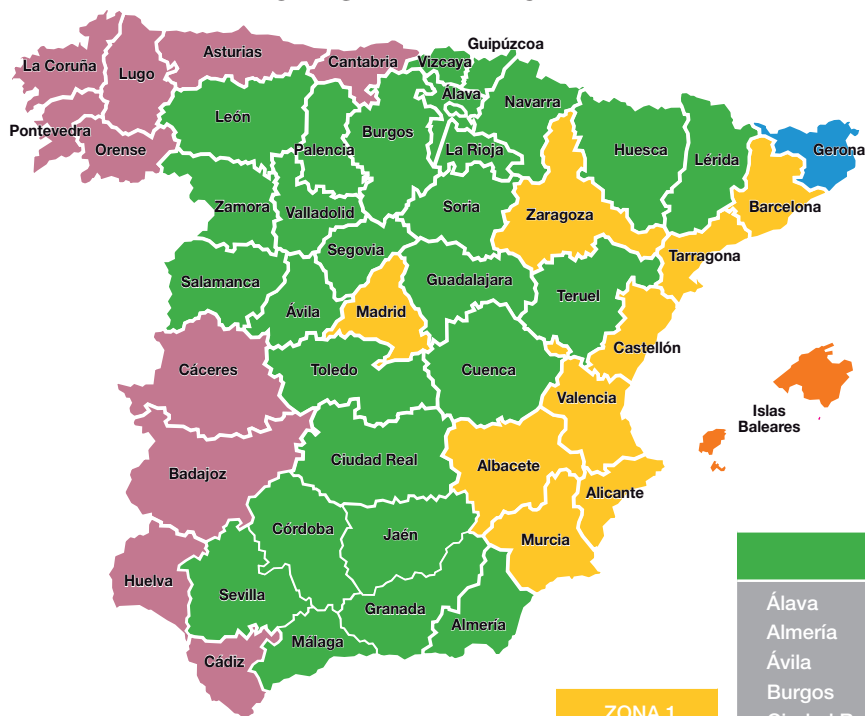 Guipúzcoa
Asturias
La Coruña
Lugo
Cantabria
Vizcaya
Álava
Navarra
Pontevedra
Orense
León
Palencia
Burgos
La Rioja
Huesca
Lérida
Gerona
Zamora
Valladolid
Soria
Zaragoza
Barcelona
Segovia
Tarragona
Salamanca
Ávila
Madrid
Guadalajara
Teruel
Castellón
Cáceres
Toledo
Cuenca
Valencia
Islas
Baleares
Badajoz
Ciudad Real
Albacete
Alicante
Córdoba
Jaén
Murcia
Huelva
Sevilla
Granada
Almería
Málaga
Cádiz
ZONA 1
Álava
Almería
Ávila
Burgos